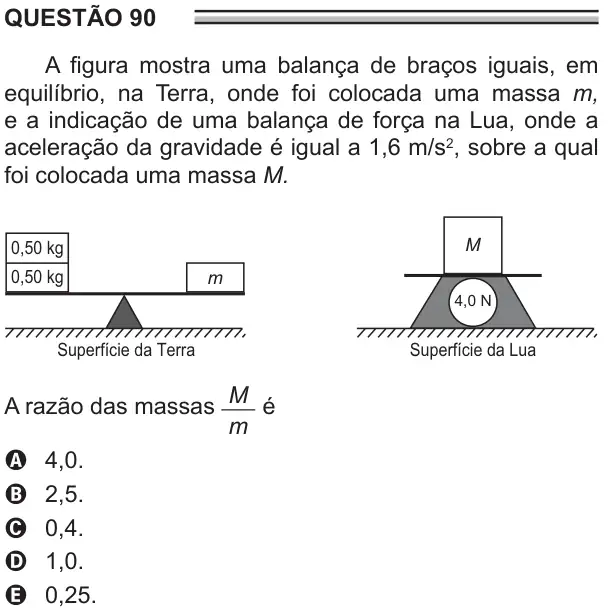 QUESTÃO 90
A figura mostra uma balança de braços iguais, em
equilíbrio, na Terra, onde foi colocada uma massa m,
e a indicação de uma balança de força na Lua, onde a
aceleração da gravidade é igual a 1,6 m/s², sobre a qual
foi colocada uma massa M.
0,50 kg
0,50 kg
m
Superfície da Terra
M
4,0 N
Superfície da Lua
A razão das massas M/m é
A 4,0.
B 2,5.
C 0,4.
D 1,0.
E 0,25.